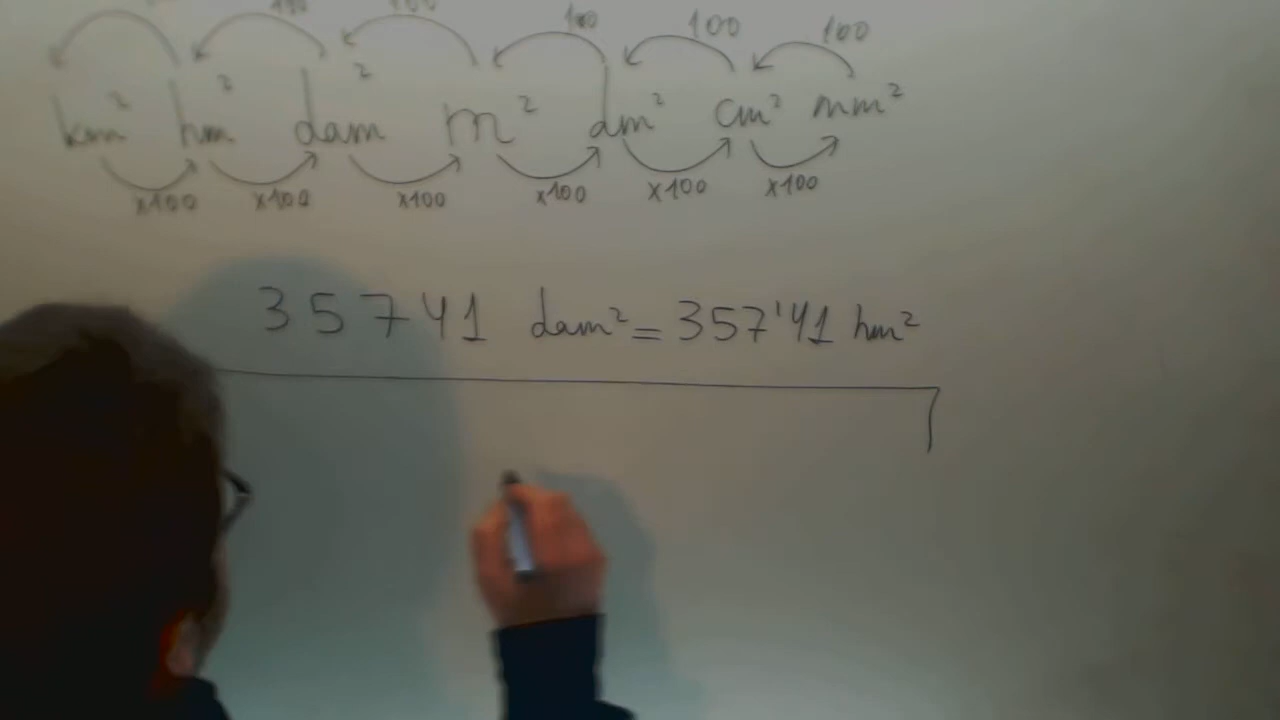 100 100 100 100
km² hm² dam² m² dm² cm² mm²
x100 x100 x100 x100 x100 x100
35741 dam² = 357'41 hm²